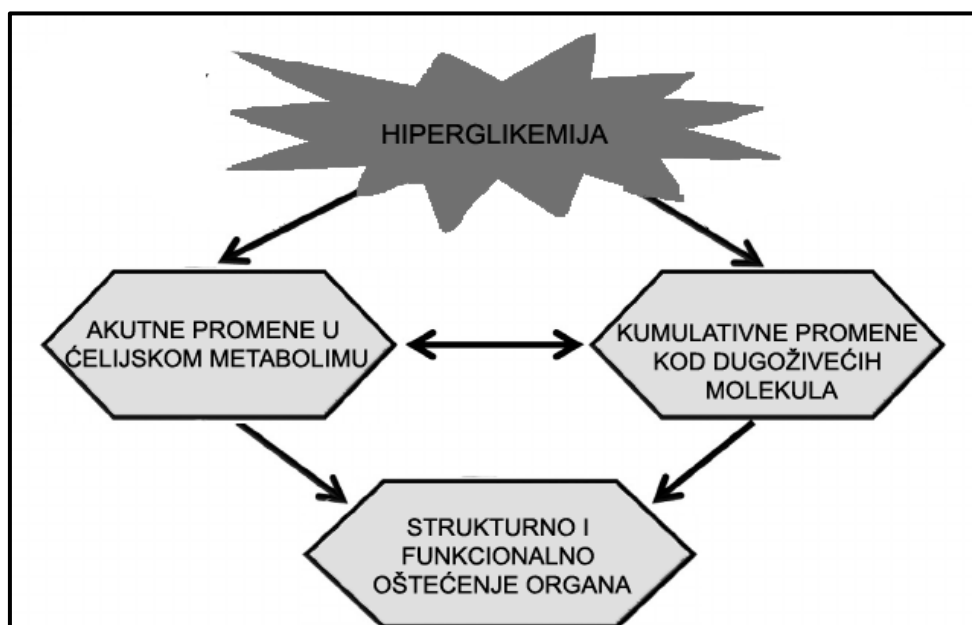 HIPERGLIKEMIJA
AKUTNE PROMENE U
ĆELIJSKOM METABOLIMU
KUMULATIVNE PROMENE
KOD DUGOŽIVEĆIH
MOLEKULA
STRUKTURNO I
FUNKCIONALNO
OŠTEĆENJE ORGANA